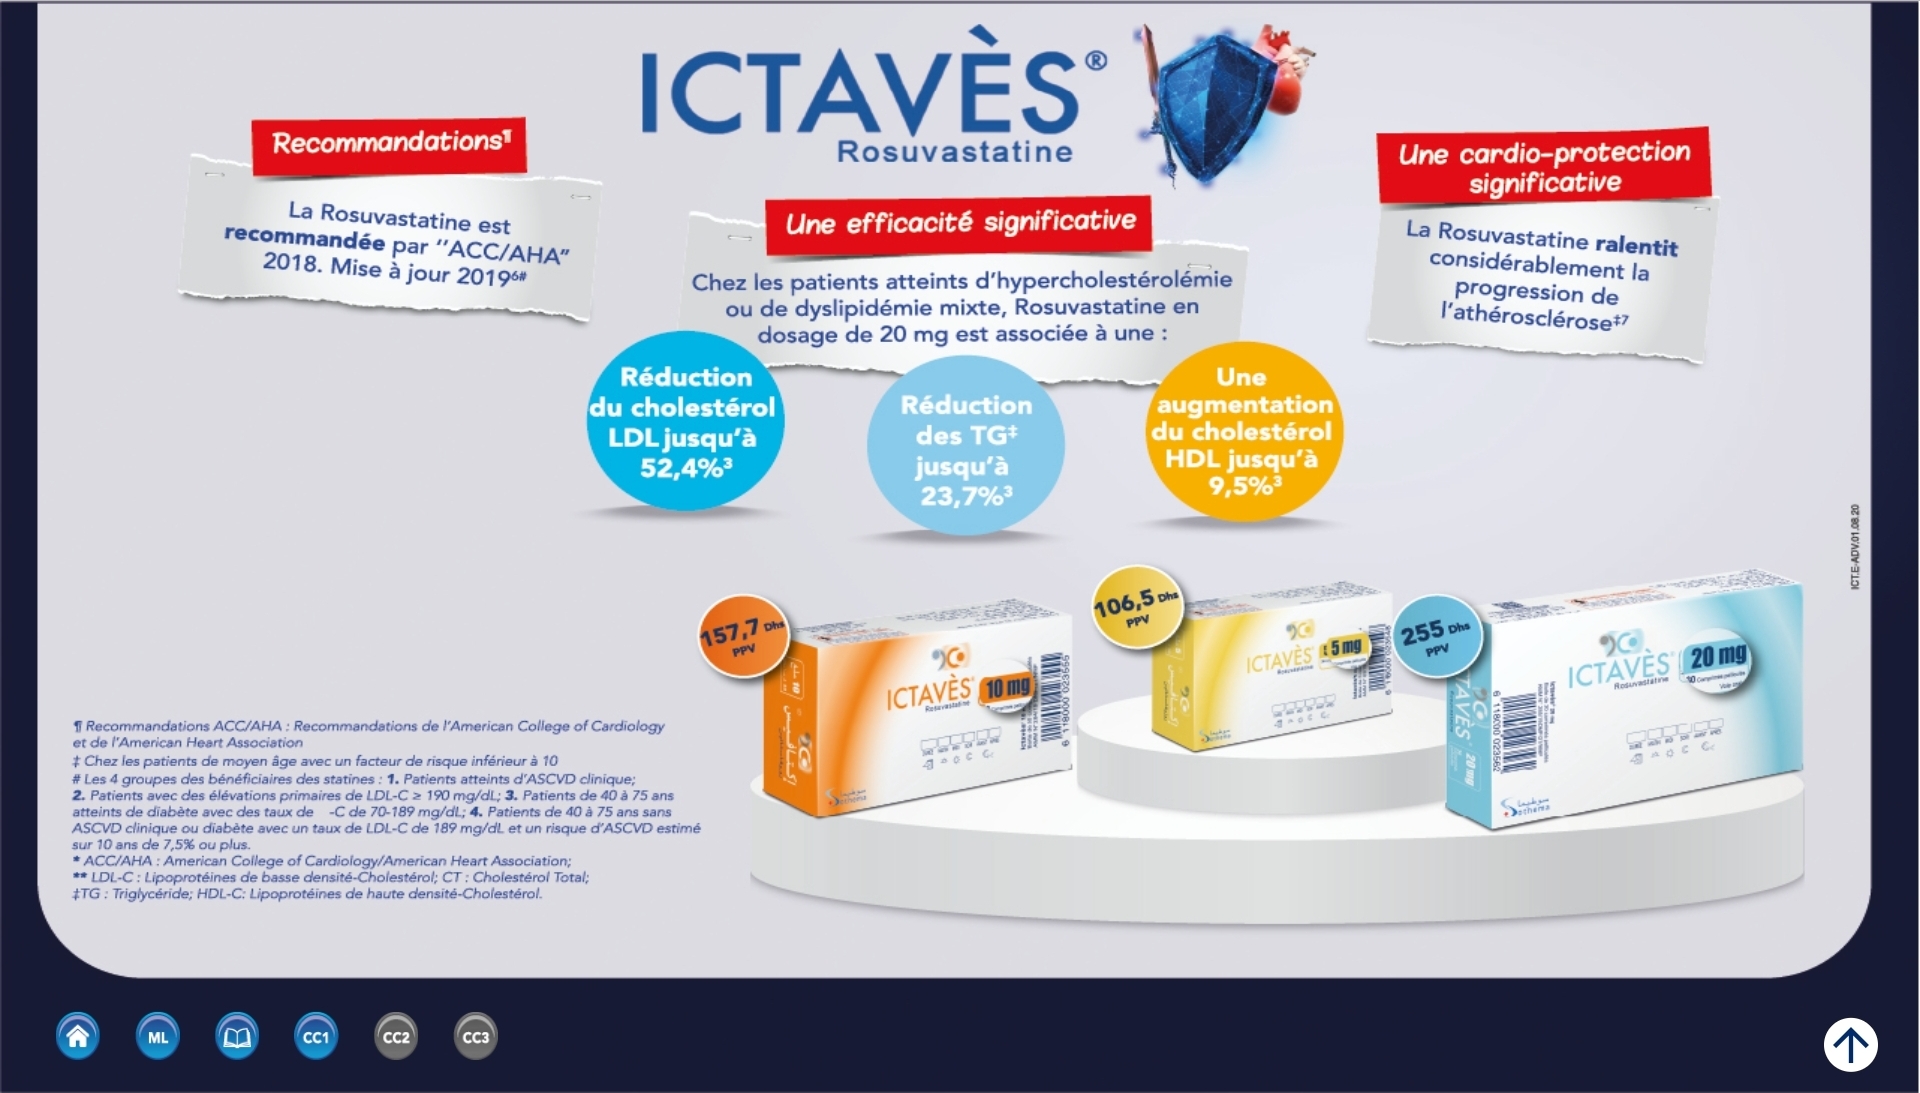 ICTAVÈS®
Rosuvastatine
Recommandations¶
La Rosuvastatine est
recommandée par ‘’ACC/AHA”
2018. Mise à jour 2019⁶#
Une efficacité significative
Chez les patients atteints d’hypercholestérolémie
ou de dyslipidémie mixte, Rosuvastatine en
dosage de 20 mg est associée à une :
Une cardio-protection
significative
La Rosuvastatine ralentit
considérablement la
progression de
l’athérosclérose‡⁷
Réduction
du cholestérol
LDL jusqu’à
52,4%³
Réduction
des TG‡
jusqu’à
23,7%³
Une
augmentation
du cholestérol
HDL jusqu’à
9,5%³
ICT.E-ADV.01.08.20
157,7 Dhs
PPV
ICTAVÈS
Rosuvastatine
10 mg
Sothema
106,5 Dhs
PPV
ICTAVÈS
Rosuvastatine
5 mg
Sothema
255 Dhs
PPV
ICTAVÈS
Rosuvastatine
20 mg
Sothema
¶ Recommandations ACC/AHA : Recommandations de l’American College of Cardiology
et de l’American Heart Association
‡ Chez les patients de moyen âge avec un facteur de risque inférieur à 10
# Les 4 groupes des bénéficiaires des statines : 1. Patients atteints d’ASCVD clinique;
2. Patients avec des élévations primaires de LDL-C ≥ 190 mg/dL; 3. Patients de 40 à 75 ans
atteints de diabète avec des taux de -C de 70-189 mg/dL; 4. Patients de 40 à 75 ans sans
ASCVD clinique ou diabète avec un taux de LDL-C de 189 mg/dL et un risque d’ASCVD estimé
sur 10 ans de 7,5% ou plus.
* ACC/AHA : American College of Cardiology/American Heart Association;
** LDL-C : Lipoprotéines de basse densité-Cholestérol; CT : Cholestérol Total;
‡TG : Triglycéride; HDL-C: Lipoprotéines de haute densité-Cholestérol.
ML
CC1
CC2
CC3